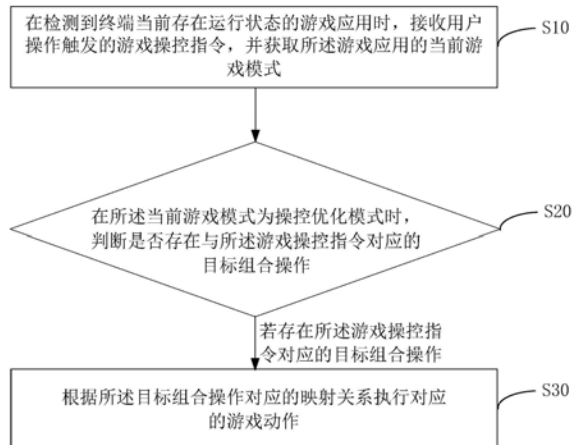 在检测到终端当前存在运行状态的游戏应用时，接收用户
操作触发的游戏操控指令，并获取所述游戏应用的当前游
戏模式
S10
在所述当前游戏模式为操控优化模式时，
判断是否存在与所述游戏操控指令对应的
目标组合操作
S20
若存在所述游戏操控指
令对应的目标组合操作
根据所述目标组合操作对应的映射关系执行对应
的游戏动作
S30